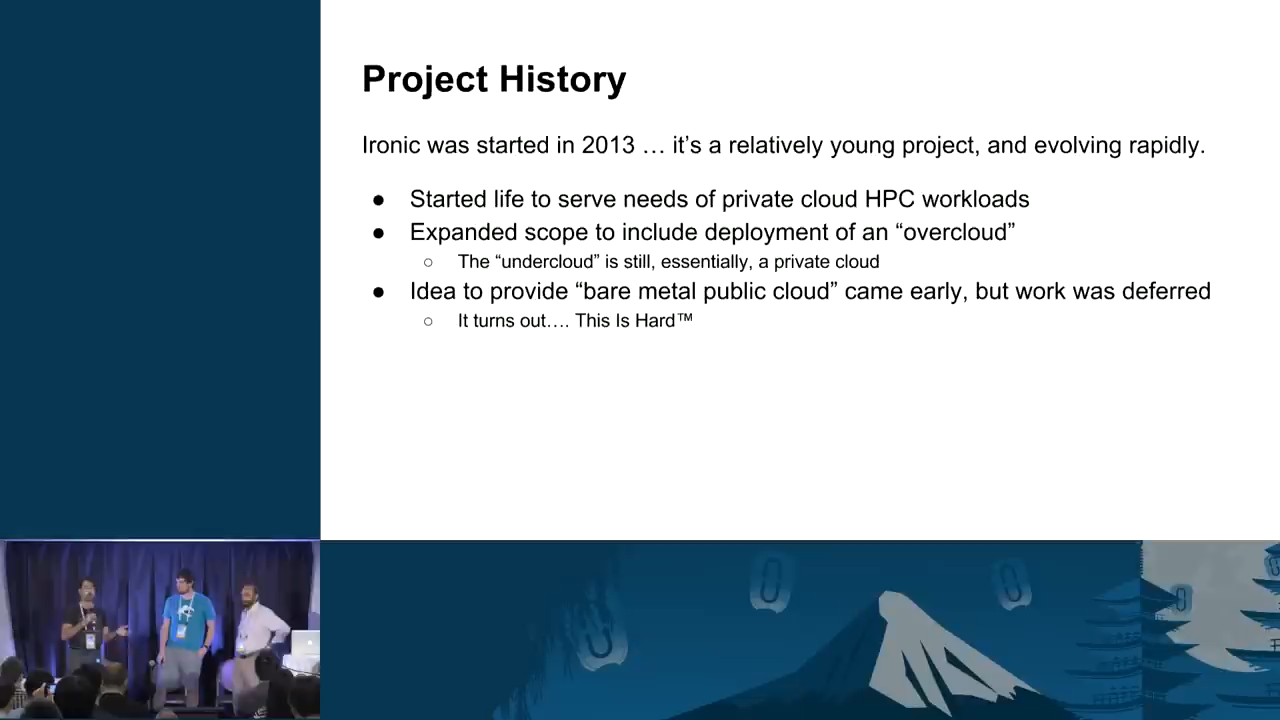 Project History
Ironic was started in 2013 … it’s a relatively young project, and evolving rapidly.
● Started life to serve needs of private cloud HPC workloads
● Expanded scope to include deployment of an “overcloud”
○ The “undercloud” is still, essentially, a private cloud
● Idea to provide “bare metal public cloud” came early, but work was deferred
○ It turns out…. This Is Hard™